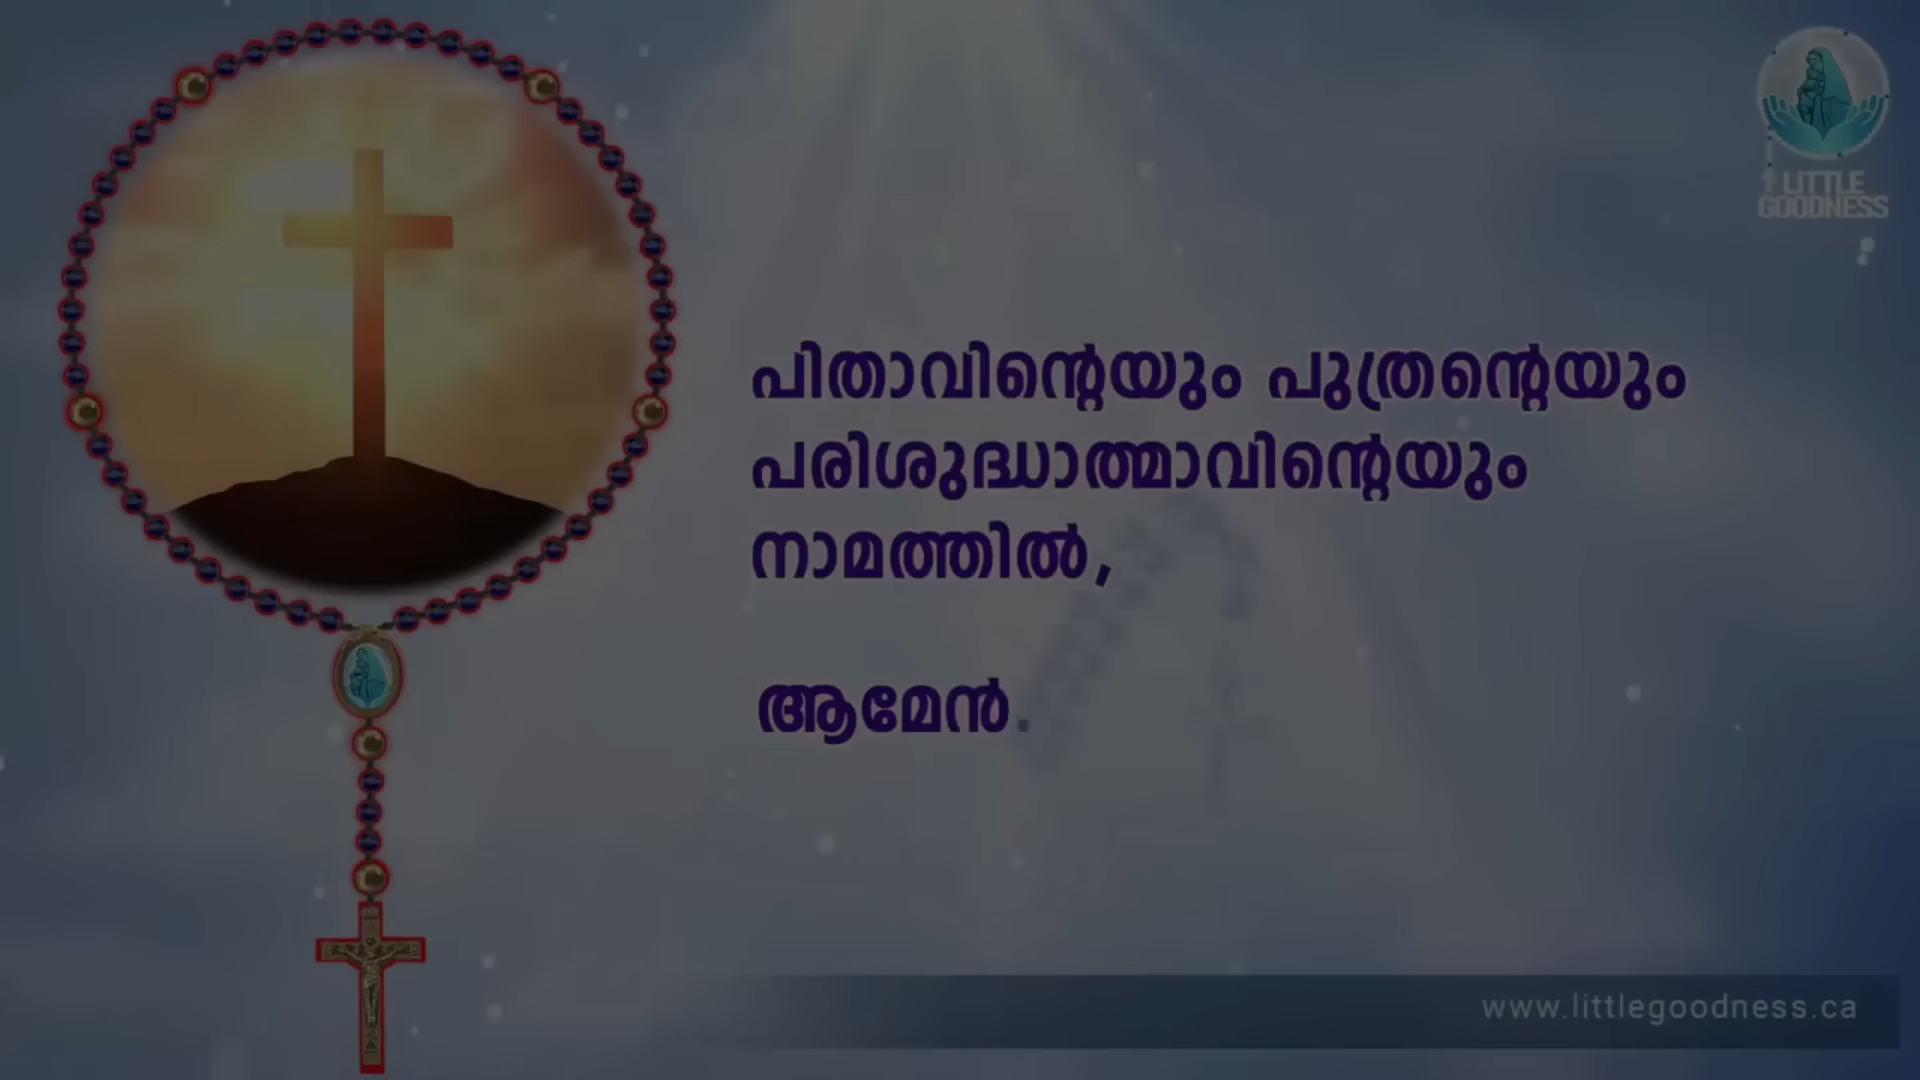 LITTLE
GOODNESS
പിതാവിന്റെയും പുത്രന്റെയും
പരിശുദ്ധാത്മാവിന്റെയും
നാമത്തിൽ,
ആമേൻ.
www.littlegoodness.ca